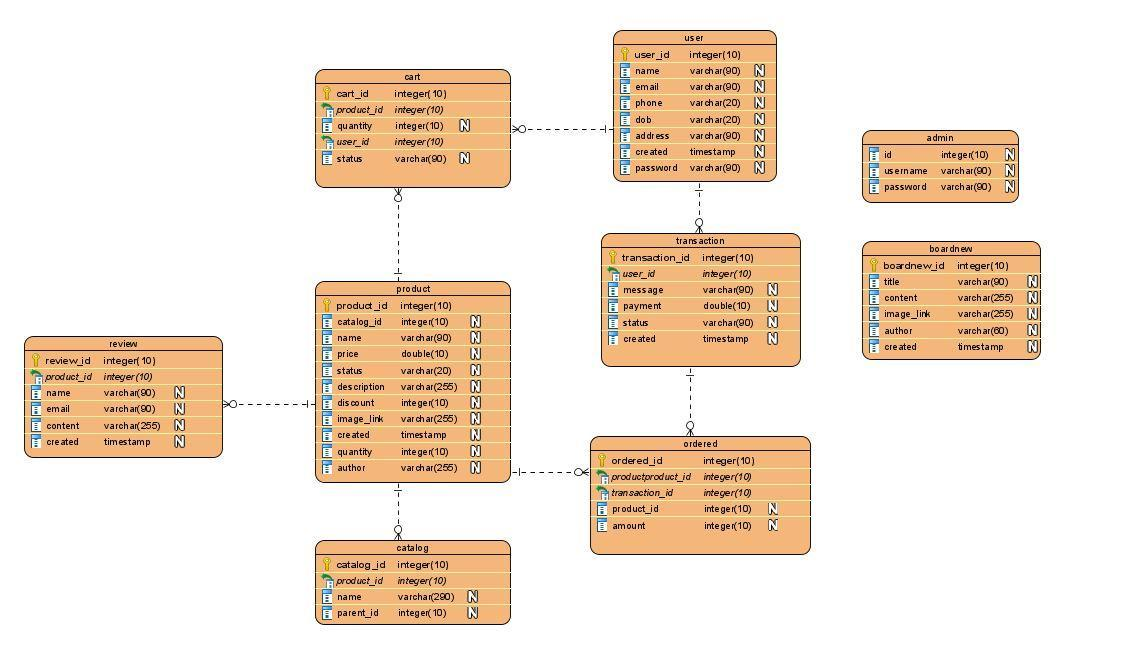 user
user_id integer(10)
name varchar(90) N
email varchar(90) N
phone varchar(20) N
dob varchar(20) N
address varchar(90) N
created timestamp N
password varchar(90) N
cart
cart_id integer(10)
product_id integer(10)
quantity integer(10) N
user_id integer(10)
status varchar(90) N
admin
id integer(10) N
username varchar(90) N
password varchar(90) N
transaction
transaction_id integer(10)
user_id integer(10)
message varchar(90) N
payment double(10) N
status varchar(90) N
created timestamp N
boardnew
boardnew_id integer(10)
title varchar(90) N
content varchar(255) N
image_link varchar(255) N
author varchar(60) N
created timestamp N
product
product_id integer(10)
catalog_id integer(10) N
name varchar(90) N
price double(10) N
status varchar(20) N
description varchar(255) N
discount integer(10) N
image_link varchar(255) N
created timestamp N
quantity integer(10) N
author varchar(255) N
review
review_id integer(10)
product_id integer(10)
name varchar(90) N
email varchar(90) N
content varchar(255) N
created timestamp N
ordered
ordered_id integer(10)
productproduct_id integer(10)
transaction_id integer(10)
product_id integer(10) N
amount integer(10) N
catalog
catalog_id integer(10)
product_id integer(10)
name varchar(290) N
parent_id integer(10) N